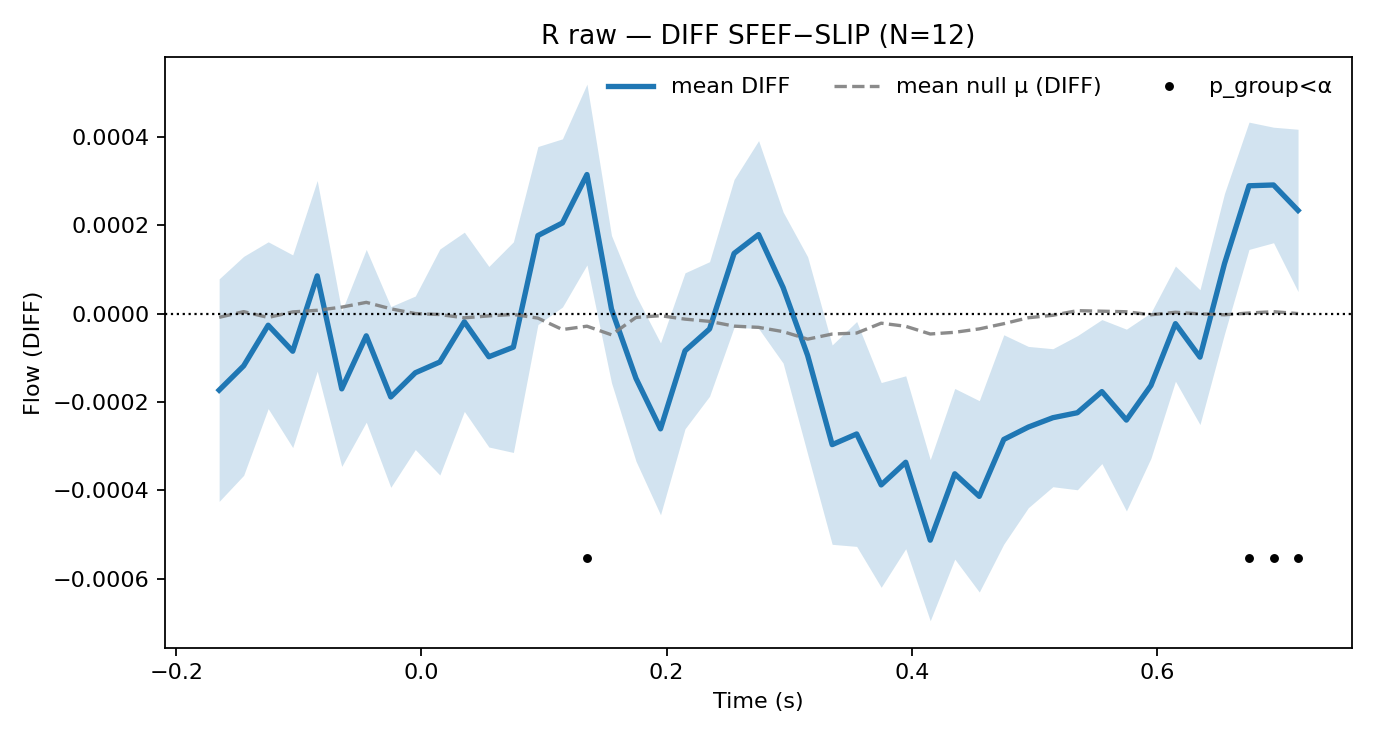 R raw — DIFF SFEF−SLIP (N=12)
mean DIFF
mean null μ (DIFF)
p_group<α
Flow (DIFF)
0.0004
0.0002
0.0000
−0.0002
−0.0004
−0.0006
−0.2
0.0
0.2
0.4
0.6
Time (s)